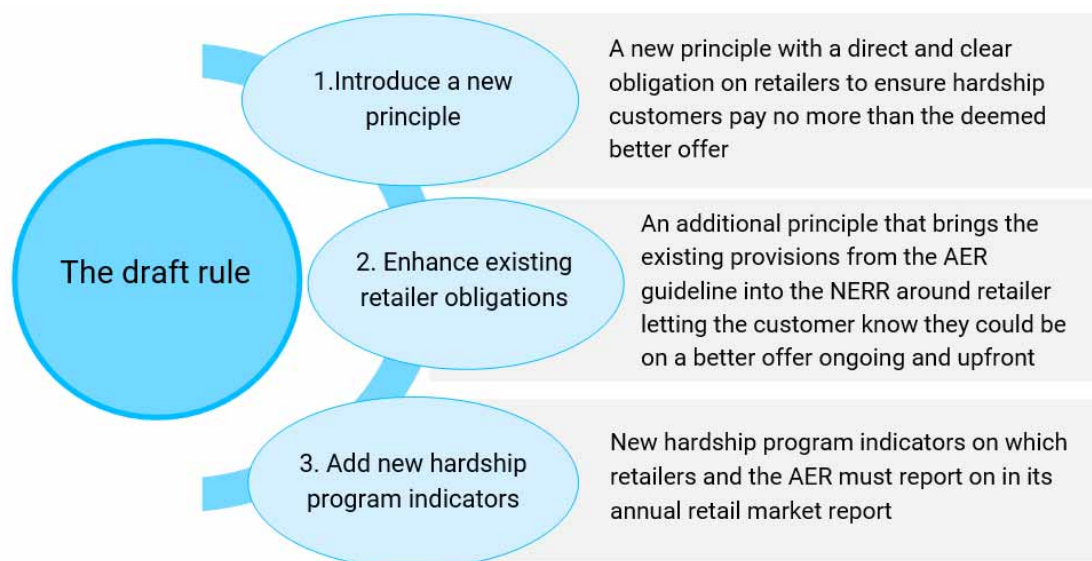 The draft rule
1.Introduce a new
principle
A new principle with a direct and clear
obligation on retailers to ensure hardship
customers pay no more than the deemed
better offer
2. Enhance existing
retailer obligations
An additional principle that brings the
existing provisions from the AER
guideline into the NERR around retailer
letting the customer know they could be
on a better offer ongoing and upfront
3. Add new hardship
program indicators
New hardship program indicators on which
retailers and the AER must report on in its
annual retail market report